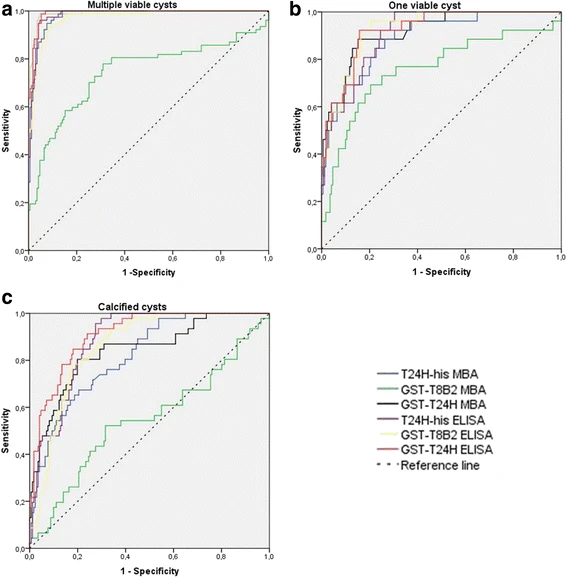 a
Multiple viable cysts
Sensitivity
1,0
0,8
0,6
0,4
0,2
0,0
0,0 0,2 0,4 0,6 0,8 1,0
1 -Specificity
b
One viable cyst
Sensitivity
1,0
0,8
0,6
0,4
0,2
0,0
0,0 0,2 0,4 0,6 0,8 1,0
1 - Specificity
c
Calcified cysts
Sensitivity
1,0
0,8
0,6
0,4
0,2
0,0
0,0 0,2 0,4 0,6 0,8 1,0
1 - Specificity
T24H-his MBA
GST-T8B2 MBA
GST-T24H MBA
T24H-his ELISA
GST-T8B2 ELISA
GST-T24H ELISA
Reference line